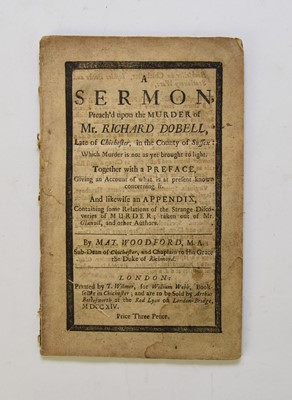 A
SERMON,
Preach'd upon the MURDER of
Mr. RICHARD DOBELL,
Late of Chichester, in the County of Sussex:
Which Murder is not as yet brought to light.
Together with a PREFACE,
Giving an Account of what is at present known
concerning it.
And likewise an APPENDIX,
Containing some Relations of the Strange Disco-
veries of MURDER; taken out of Mr.
Glanvil, and other Authors.
By MAT. WOODFORD, M.A.
Sub-Dean of Chichester, and Chaplain to His Grace
the Duke of Richmond.
LONDON:
Printed by T. Wilmer, for William Webb, Book-
seller in Chichester; and are to be Sold by Arthur
Bettesworth at the Red Lyon on London-Bridge,
MDCCXIV.
Price Three Pence.